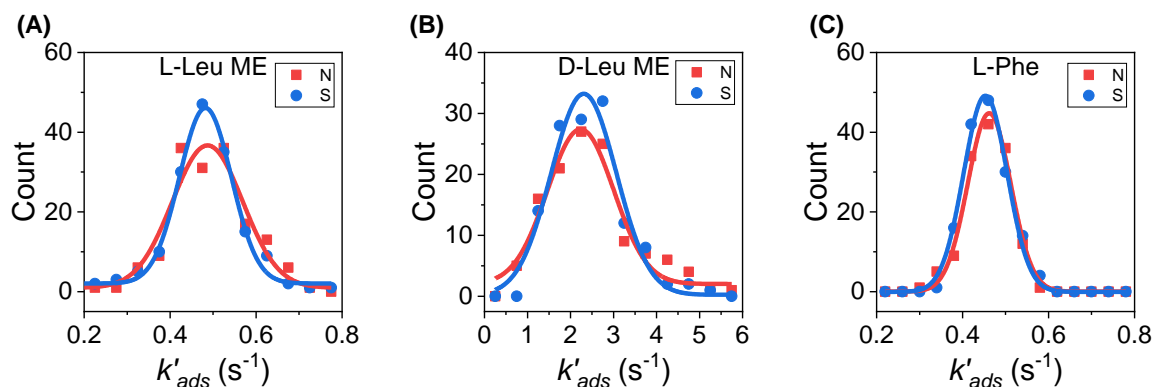 (A)
L-Leu ME
N
S
Count
60
40
20
0
0.2 0.4 0.6 0.8
k'ads (s-1)
(B)
D-Leu ME
N
S
Count
40
30
20
10
0
0 1 2 3 4 5 6
k'ads (s-1)
(C)
L-Phe
N
S
Count
60
40
20
0
0.2 0.4 0.6 0.8
k'ads (s-1)